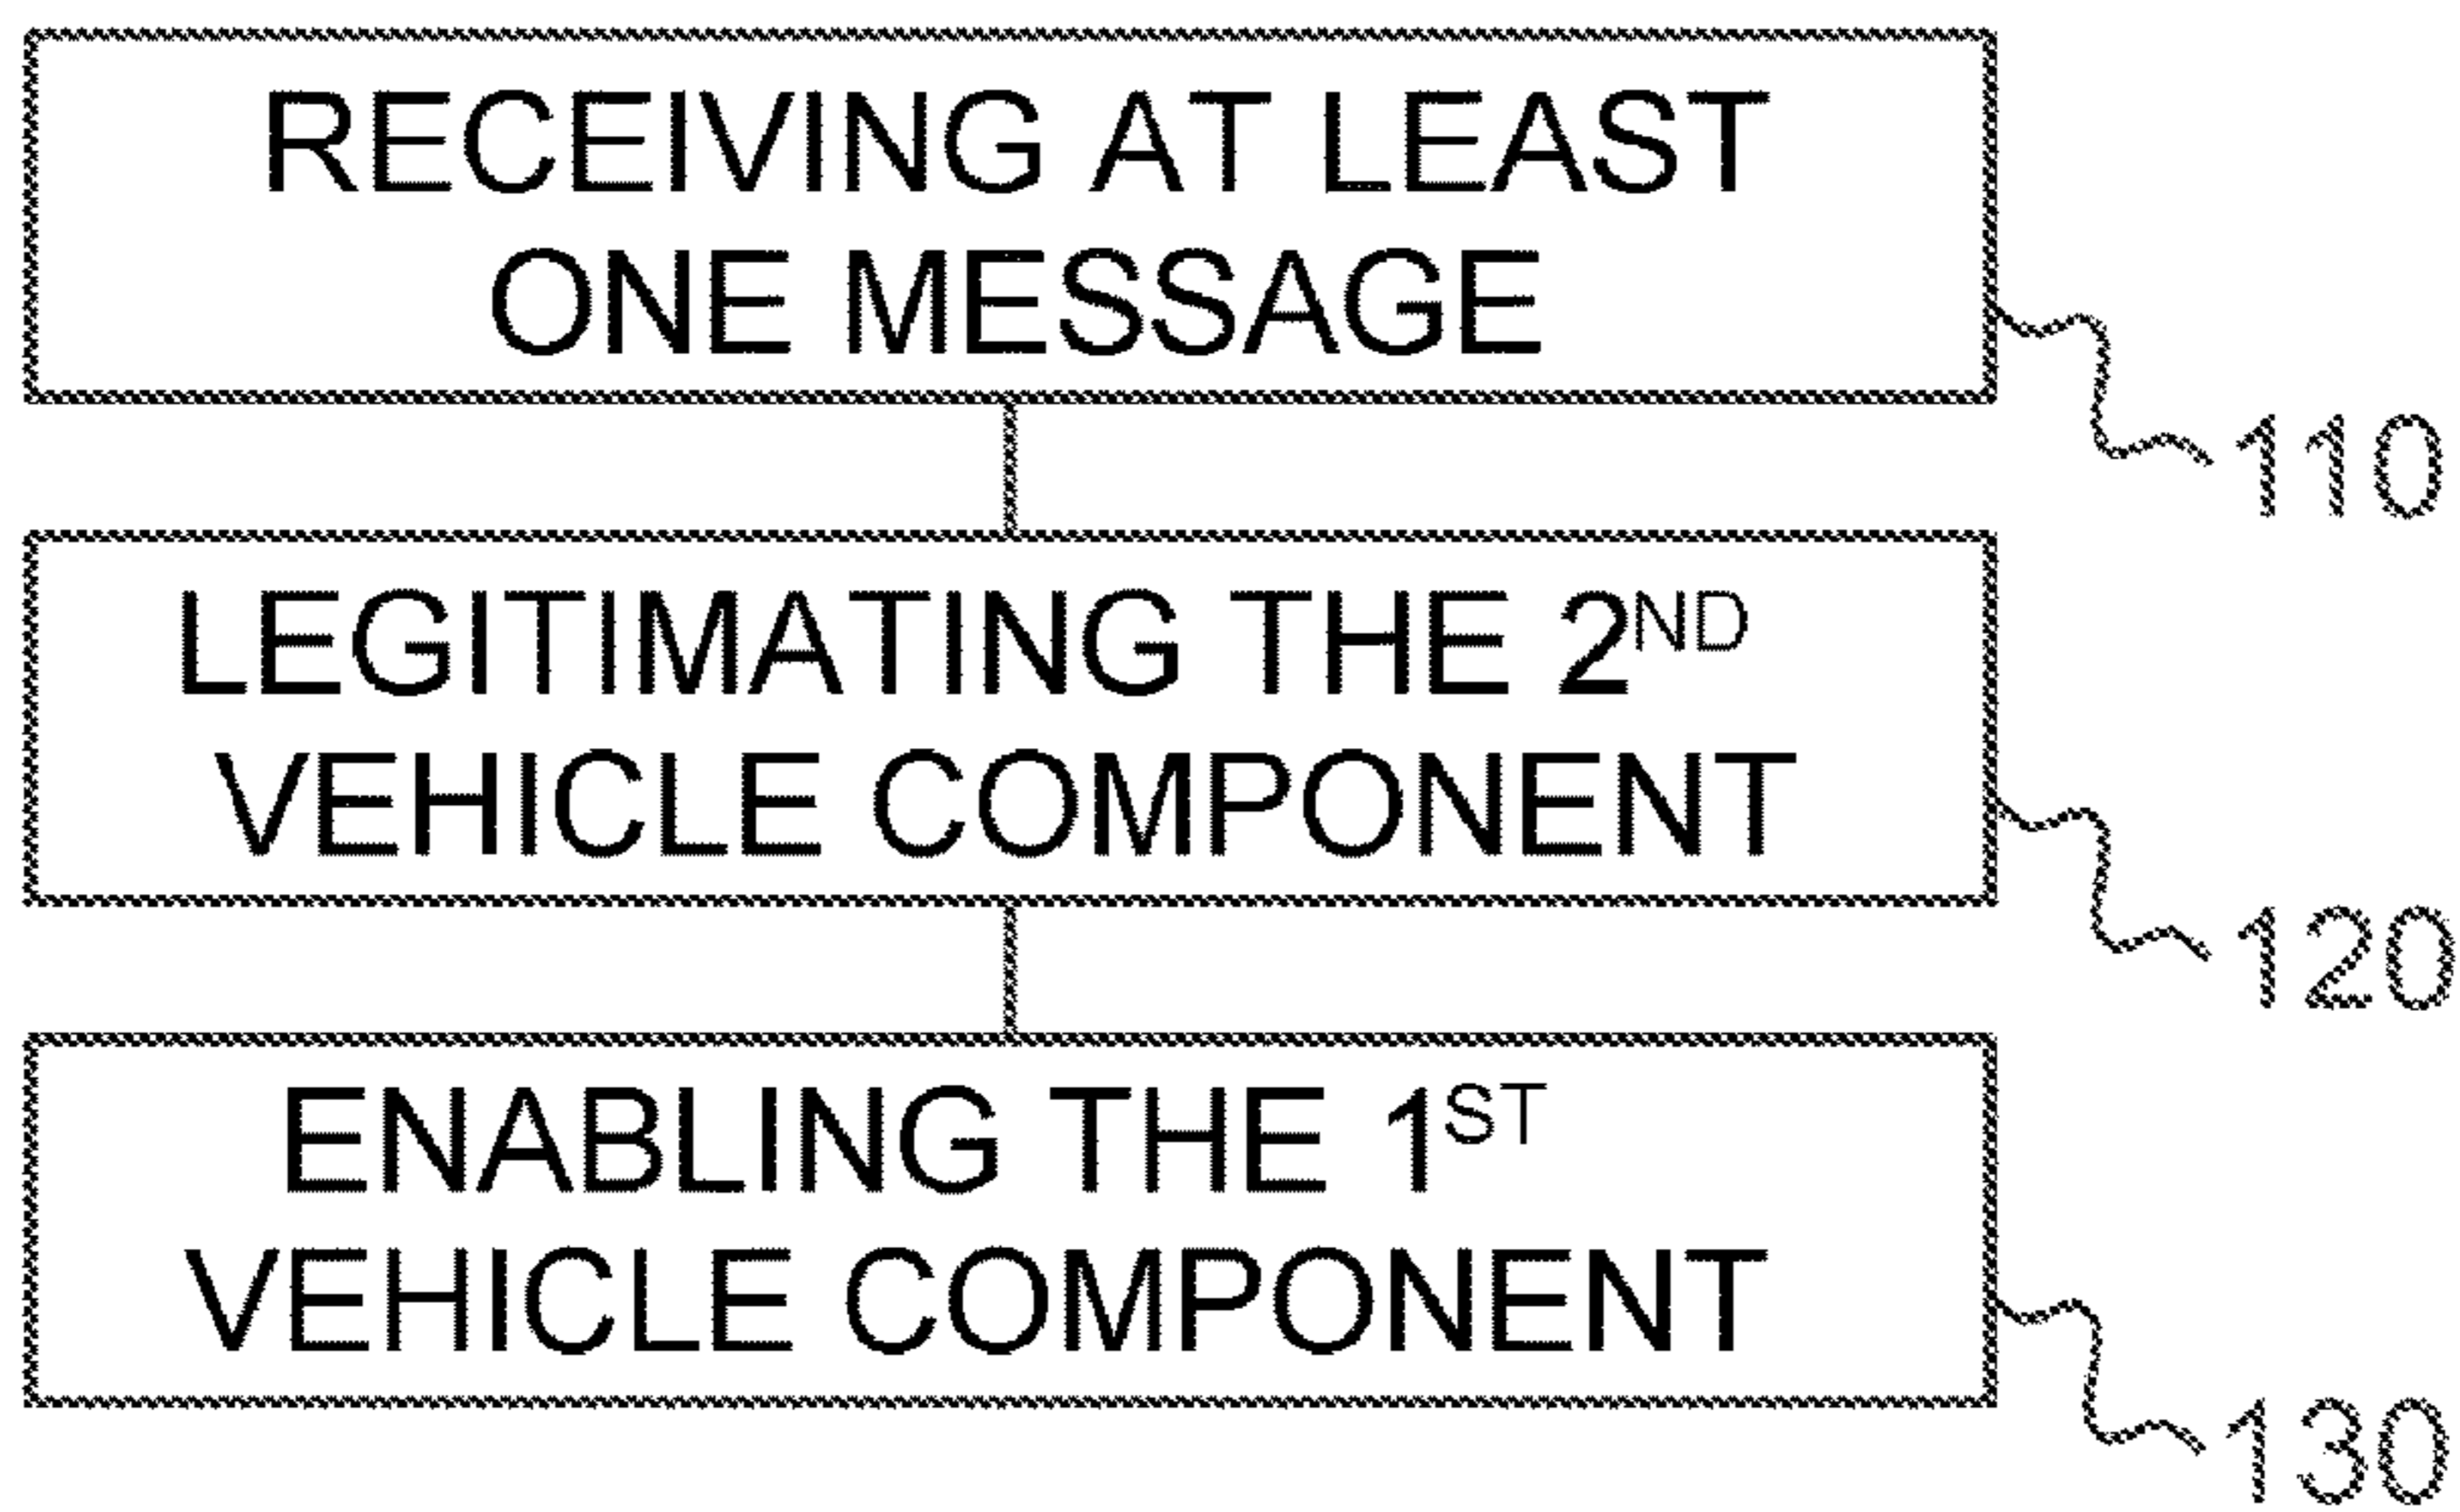 RECEIVING AT LEAST
ONE MESSAGE
110
LEGITIMATING THE 2ND
VEHICLE COMPONENT
120
ENABLING THE 1ST
VEHICLE COMPONENT
130